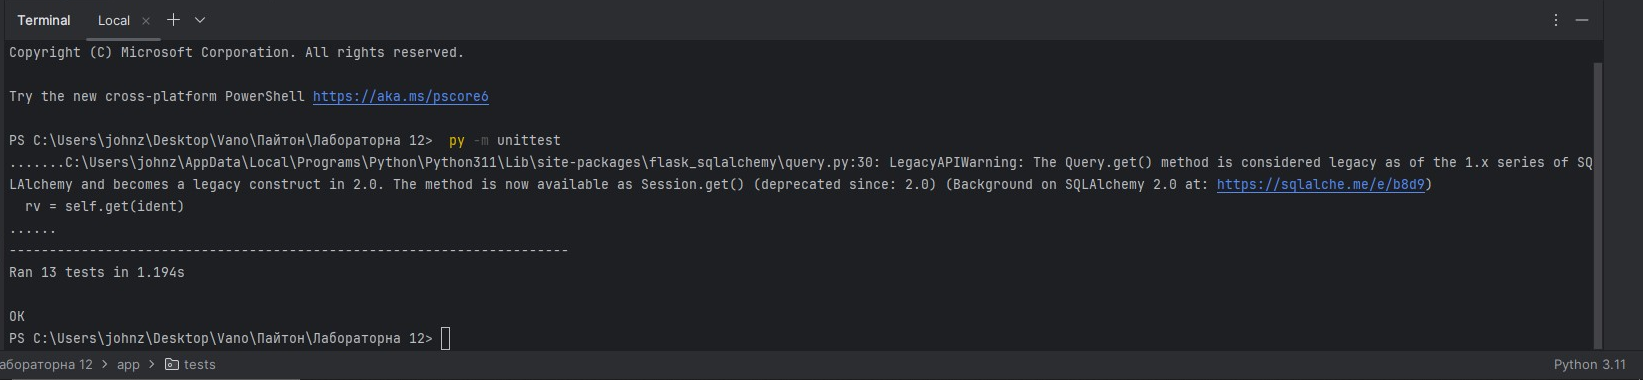 Terminal Local × + 
Copyright (C) Microsoft Corporation. All rights reserved.
Try the new cross-platform PowerShell https://aka.ms/pscore6
PS C:\Users\johnz\Desktop\Vano\Пайтон\Лабораторна 12>  py -m unittest
.......C:\Users\johnz\AppData\Local\Programs\Python\Python311\Lib\site-packages\flask_sqlalchemy\query.py:30: LegacyAPIWarning: The Query.get() method is considered legacy as of the 1.x series of SQ
LAlchemy and becomes a legacy construct in 2.0. The method is now available as Session.get() (deprecated since: 2.0) (Background on SQLAlchemy 2.0 at: https://sqlalche.me/e/b8d9)
  rv = self.get(ident)
......
----------------------------------------------------------------------
Ran 13 tests in 1.194s
OK
PS C:\Users\johnz\Desktop\Vano\Пайтон\Лабораторна 12>
абораторна 12 > app > tests Python 3.11